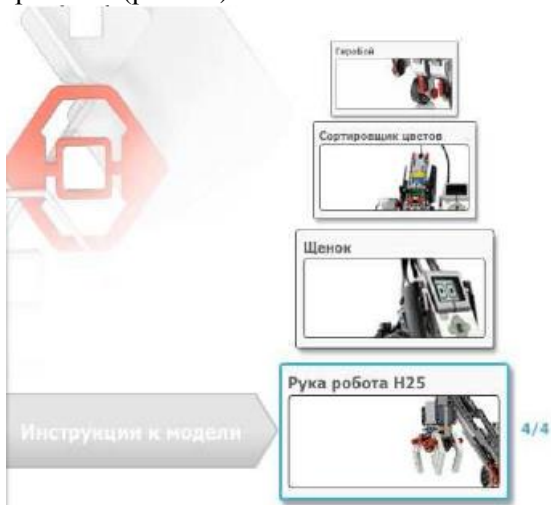 Гиробой
Сортировщик цветов
Щенок
Рука робота H25
Инструкции к модели
4/4